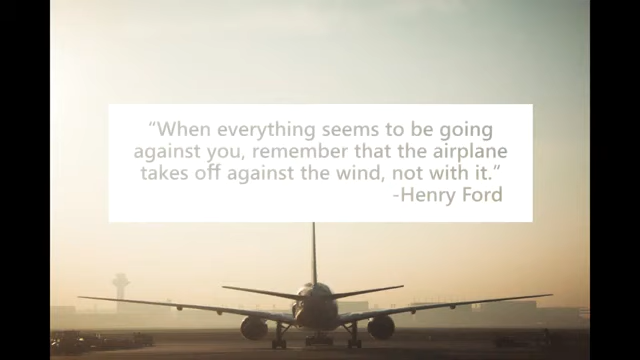 “When everything seems to be going
against you, remember that the airplane
takes off against the wind, not with it.”
-Henry Ford